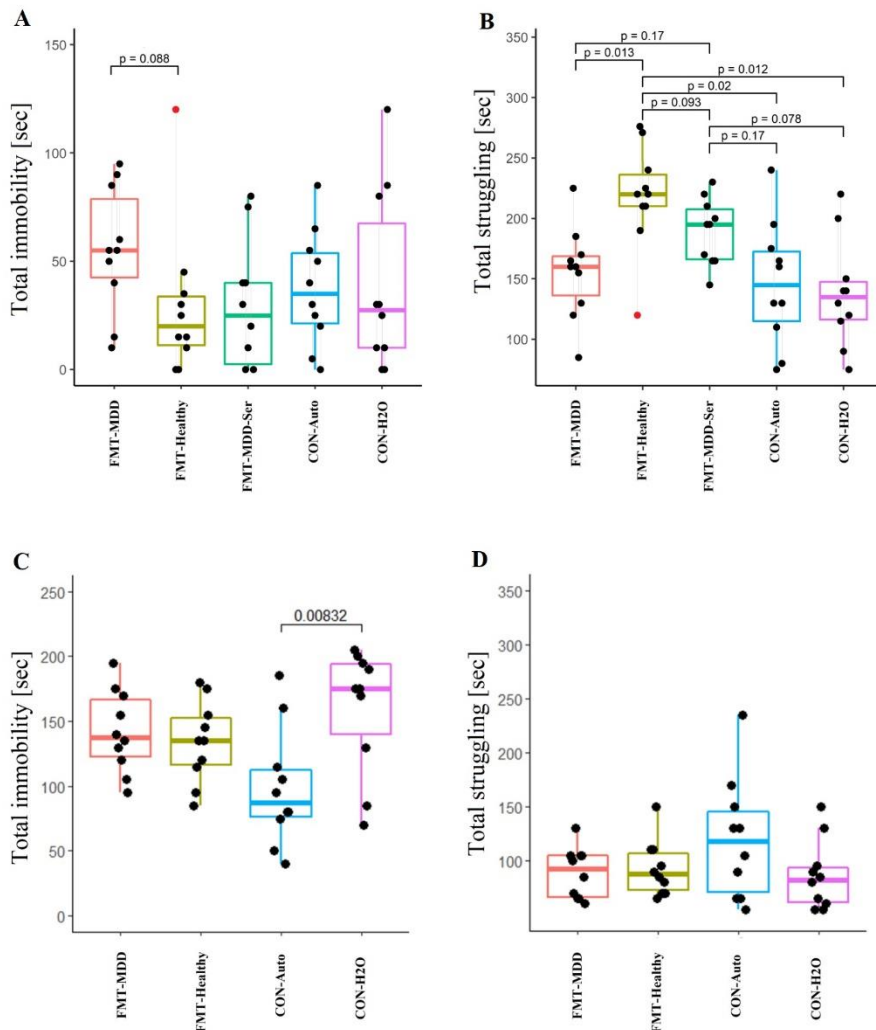 A
Total immobility [sec]
150
100
50
0
p = 0.088
FMT-MDD
FMT-Healthy
FMT-MDD-Ser
CON-Auto
CON-H2O
B
Total struggling [sec]
350
300
250
200
150
100
p = 0.17
p = 0.013
p = 0.012
p = 0.02
p = 0.093
p = 0.078
p = 0.17
FMT-MDD
FMT-Healthy
FMT-MDD-Ser
CON-Auto
CON-H2O
C
Total immobility [sec]
250
200
150
100
50
0
0.00832
FMT-MDD
FMT-Healthy
CON-Auto
CON-H2O
D
Total struggling [sec]
350
300
250
200
150
100
FMT-MDD
FMT-Healthy
CON-Auto
CON-H2O